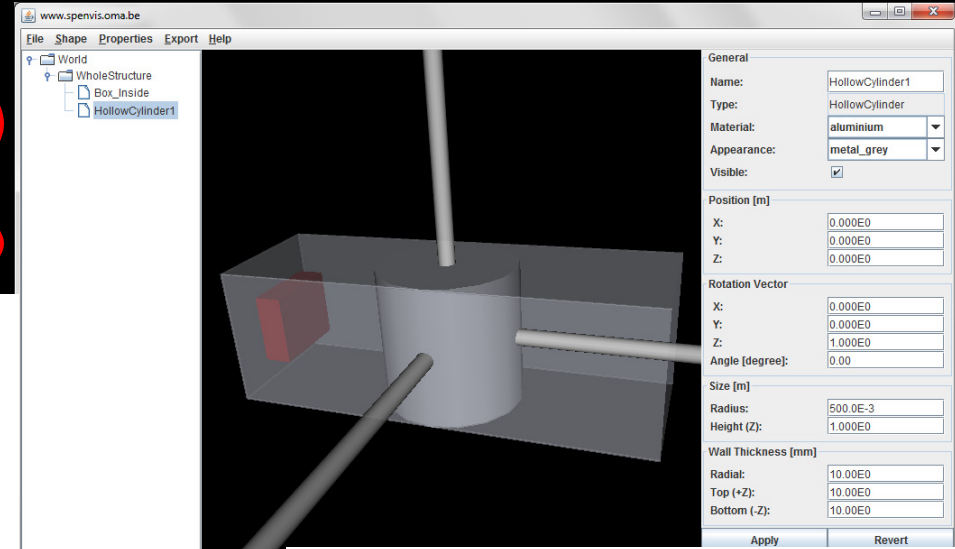 www.spenvis.oma.be
File Shape Properties Export Help
World
WholeStructure
Box_Inside
HollowCylinder1
General
Name: HollowCylinder1
Type: HollowCylinder
Material: aluminium
Appearance: metal_grey
Visible:
Position [m]
X: 0.000E0
Y: 0.000E0
Z: 0.000E0
Rotation Vector
X: 0.000E0
Y: 0.000E0
Z: 1.000E0
Angle [degree]: 0.00
Size [m]
Radius: 500.0E-3
Height (Z): 1.000E0
Wall Thickness [mm]
Radial: 10.00E0
Top (+Z): 10.00E0
Bottom (-Z): 10.00E0
Apply Revert